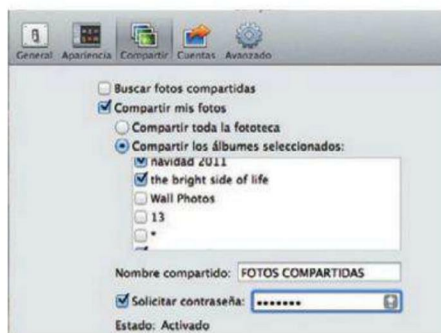 General Apariencia Compartir Cuentas Avanzado
Buscar fotos compartidas
Compartir mis fotos
Compartir toda la fototeca
Compartir los álbumes seleccionados:
navidad 2011
the bright side of life
Wall Photos
13
*
Nombre compartido: FOTOS COMPARTIDAS
Solicitar contraseña: •••••••
Estado: Activado